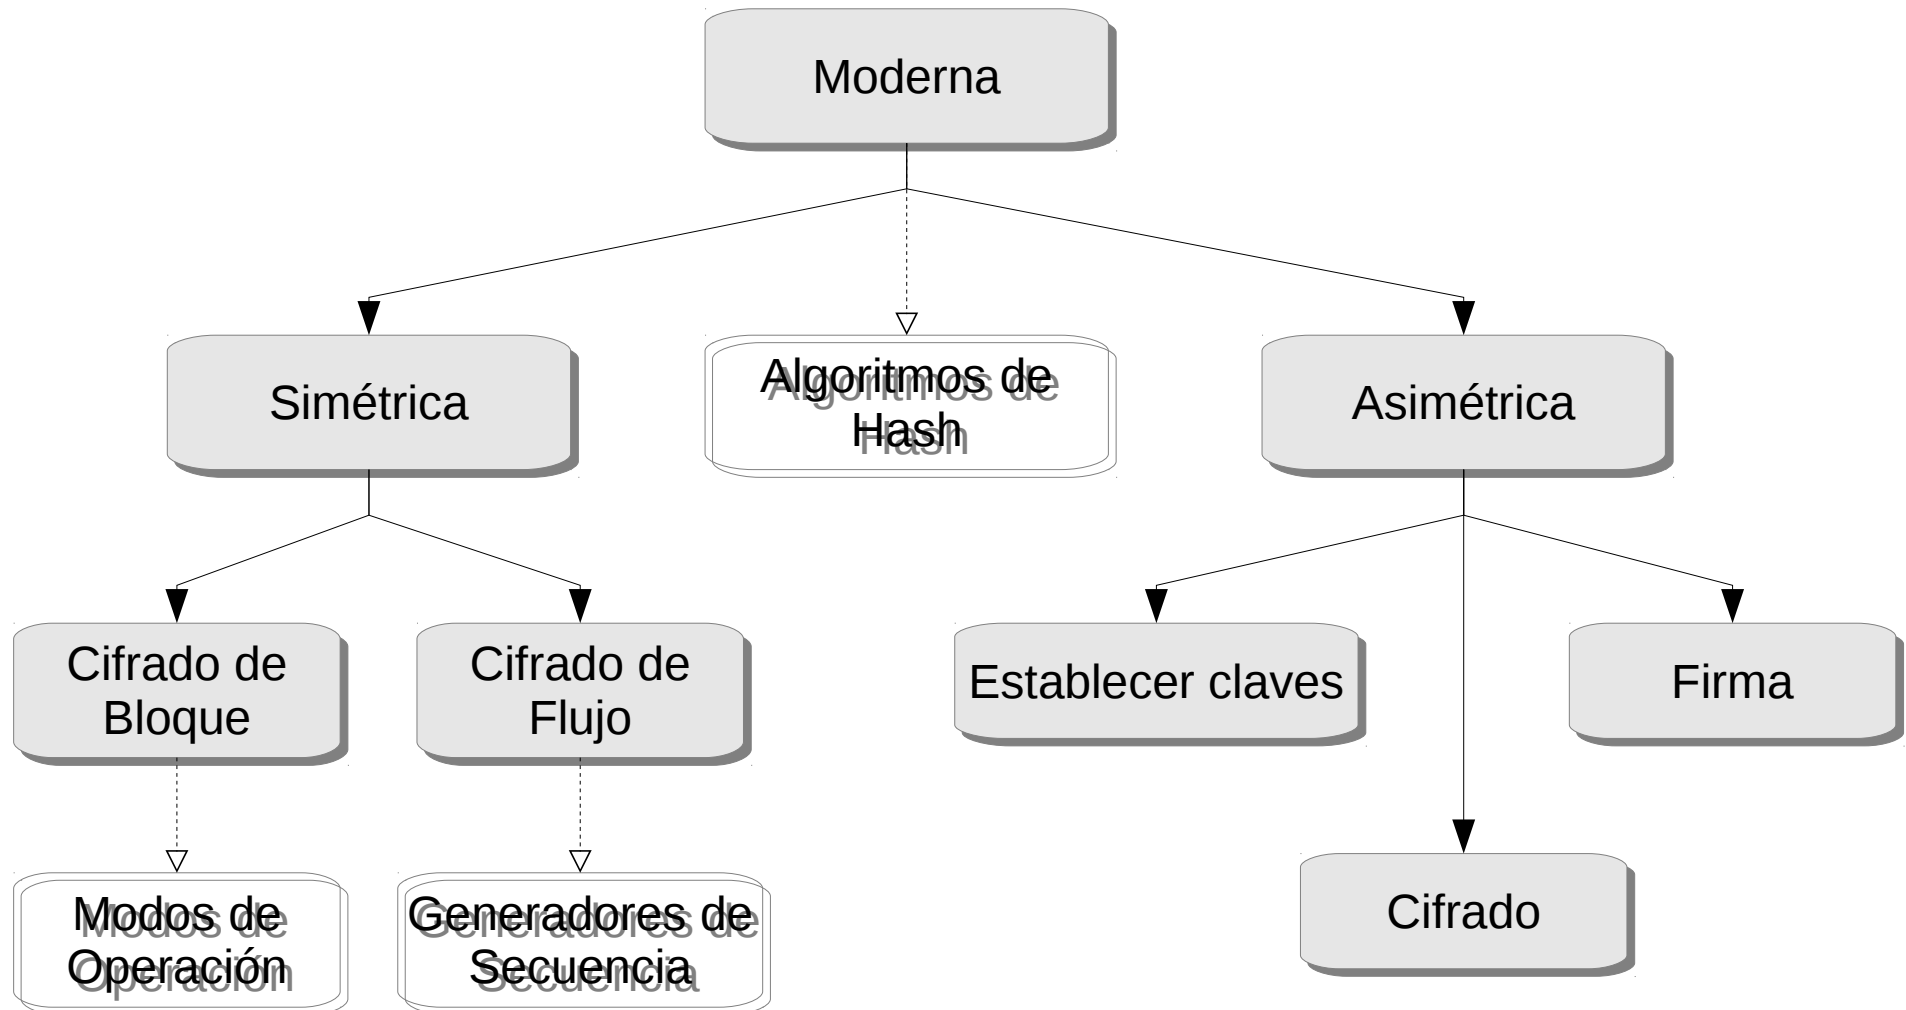 Moderna
Simétrica
Algoritmos de
Hash
Asimétrica
Cifrado de
Bloque
Cifrado de
Flujo
Establecer claves
Firma
Modos de
Operación
Generadores de
Secuencia
Cifrado